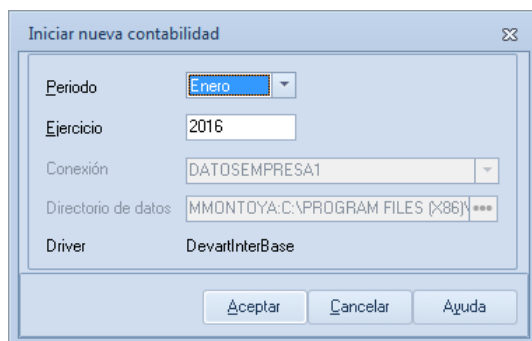 Iniciar nueva contabilidad
Periodo Enero
Ejercicio 2016
Conexión DATOSEMPRESA1
Directorio de datos MMONTOYA:C:\PROGRAM FILES (X86)\ •••
Driver DevartInterBase
Aceptar Cancelar Ayuda